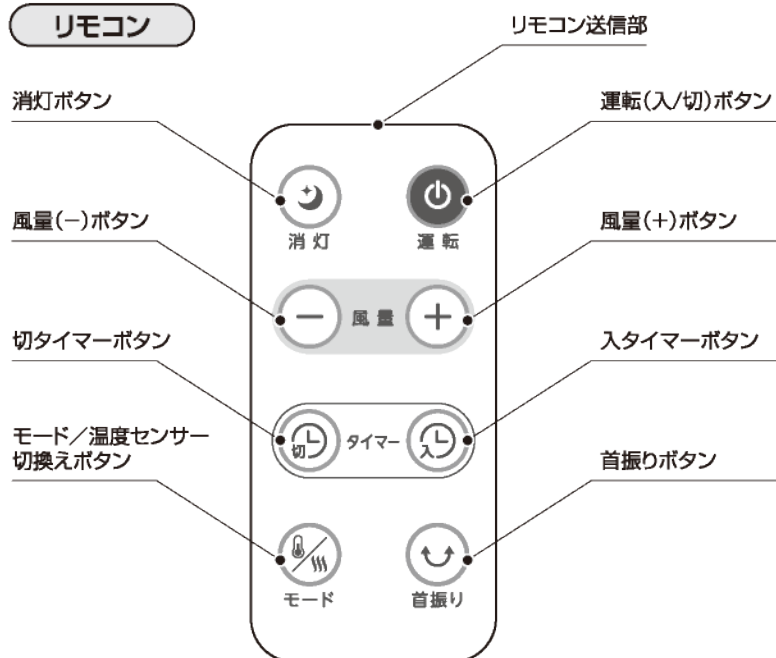 リモコン
リモコン送信部
消灯ボタン
運転(入/切)ボタン
消灯
運転
風量(−)ボタン
風量(+)ボタン
風量
切タイマーボタン
入タイマーボタン
切
タイマー
入
モード／温度センサー
切換えボタン
首振りボタン
モード
首振り